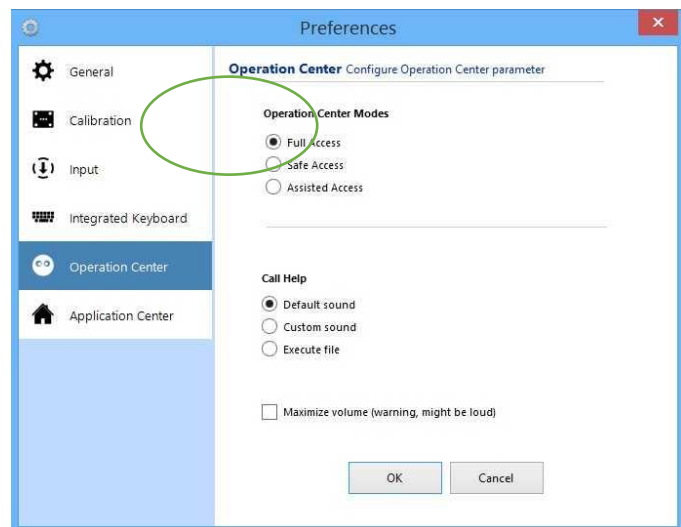 Preferences
General
Calibration
Input
Integrated Keyboard
Operation Center
Application Center
Operation Center Configure Operation Center parameter
Operation Center Modes
Full Access
Safe Access
Assisted Access
Call Help
Default sound
Custom sound
Execute file
Maximize volume (warning, might be loud)
OK Cancel